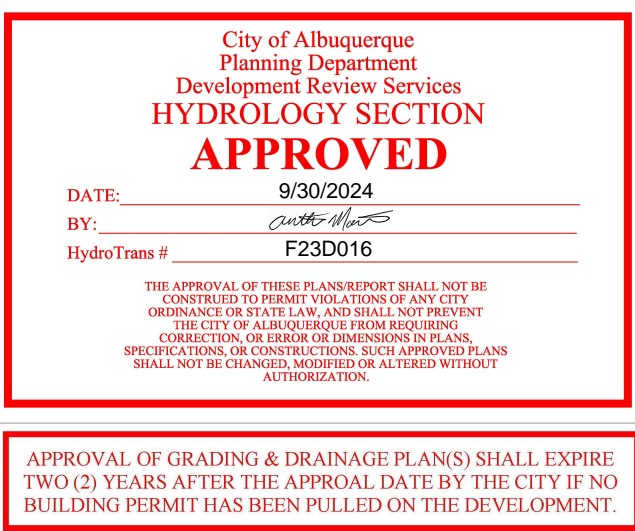 City of Albuquerque
Planning Department
Development Review Services
HYDROLOGY SECTION
APPROVED
DATE: 9/30/2024
BY:
HydroTrans # F23D016
THE APPROVAL OF THESE PLANS/REPORT SHALL NOT BE
CONSTRUED TO PERMIT VIOLATIONS OF ANY CITY
ORDINANCE OR STATE LAW, AND SHALL NOT PREVENT
THE CITY OF ALBUQUERQUE FROM REQUIRING
CORRECTION, OR ERROR OR DIMENSIONS IN PLANS,
SPECIFICATIONS, OR CONSTRUCTIONS. SUCH APPROVED PLANS
SHALL NOT BE CHANGED, MODIFIED OR ALTERED WITHOUT
AUTHORIZATION.
APPROVAL OF GRADING & DRAINAGE PLAN(S) SHALL EXPIRE
TWO (2) YEARS AFTER THE APPROAL DATE BY THE CITY IF NO
BUILDING PERMIT HAS BEEN PULLED ON THE DEVELOPMENT.